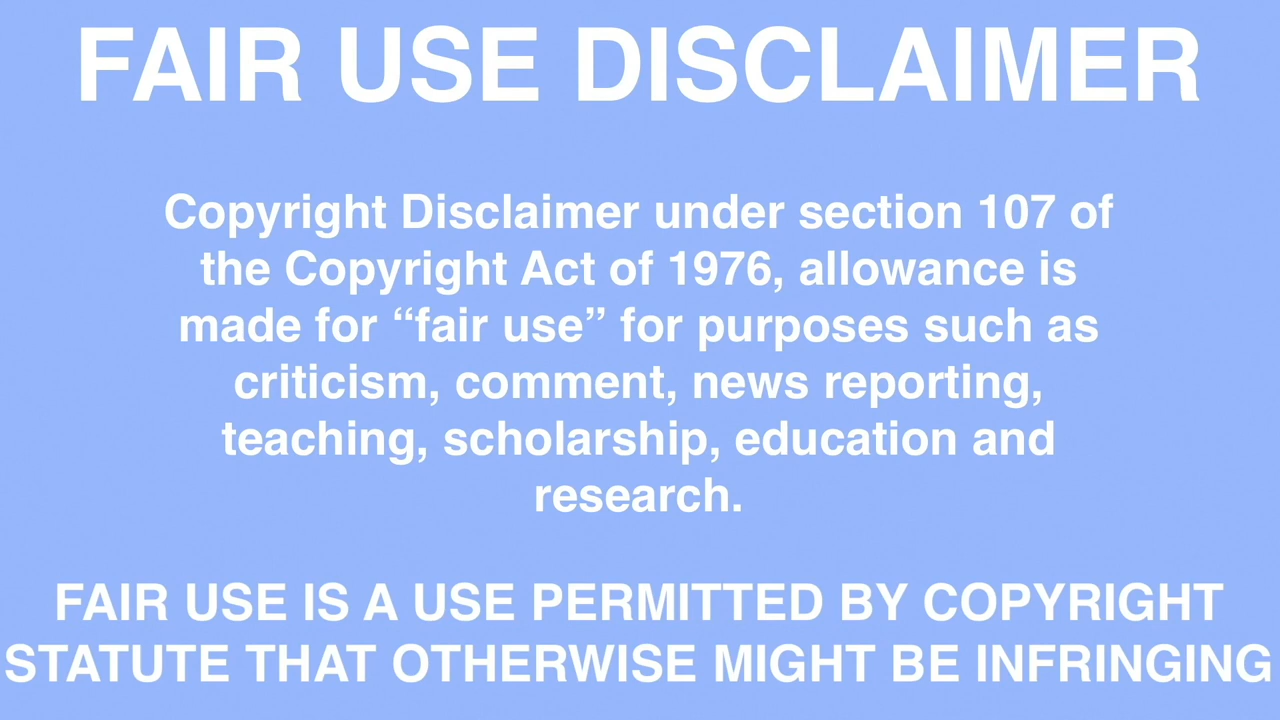 FAIR USE DISCLAIMER
Copyright Disclaimer under section 107 of
the Copyright Act of 1976, allowance is
made for “fair use” for purposes such as
criticism, comment, news reporting,
teaching, scholarship, education and
research.
FAIR USE IS A USE PERMITTED BY COPYRIGHT
STATUTE THAT OTHERWISE MIGHT BE INFRINGING